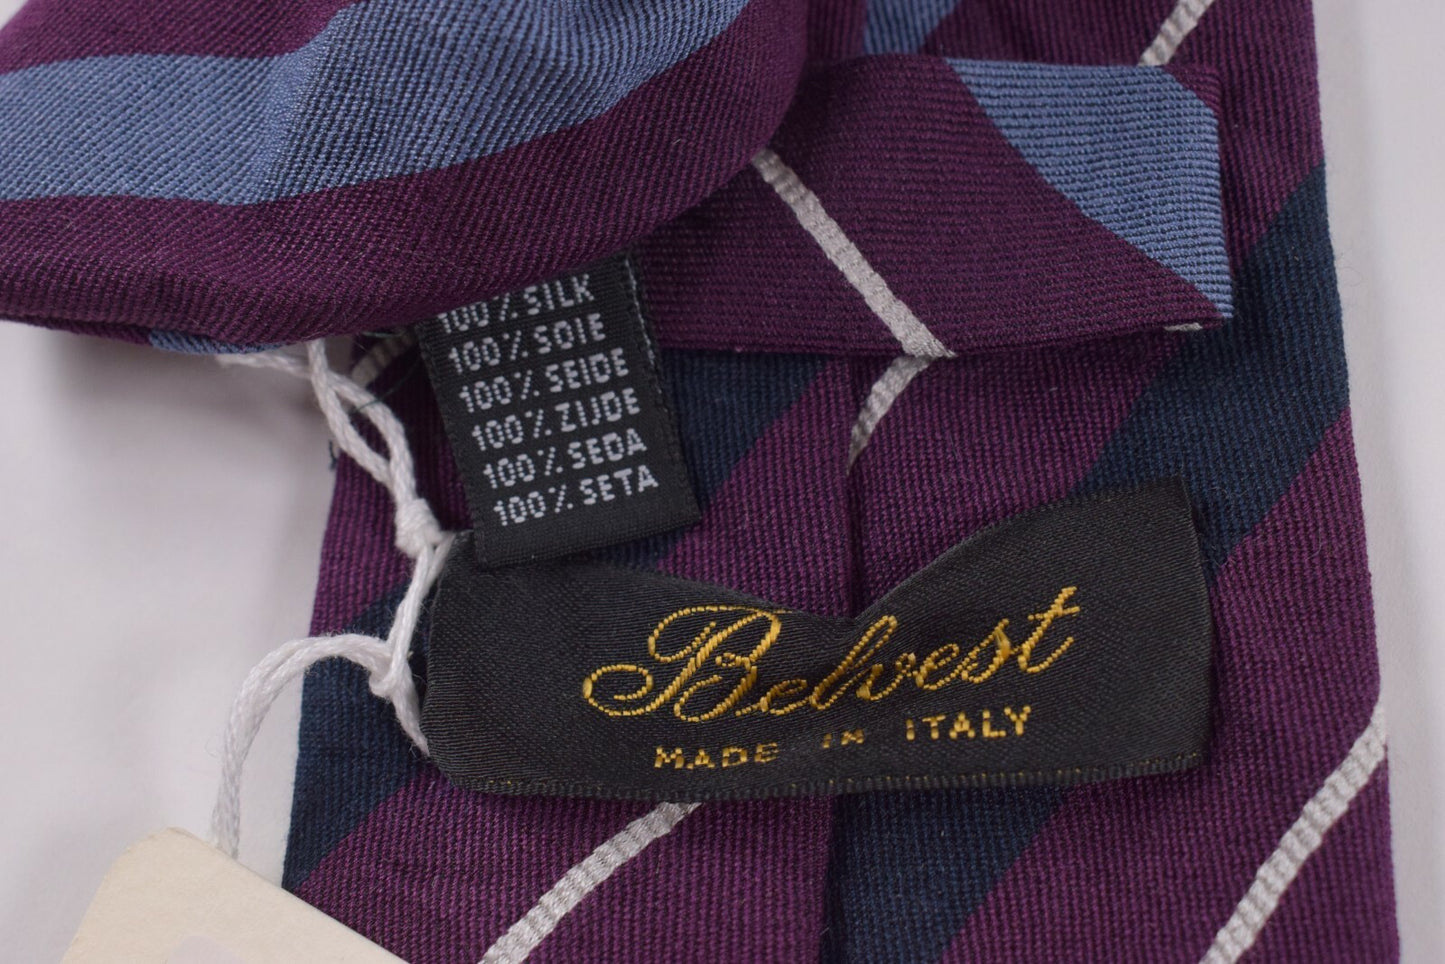 100% SILK
100% SOIE
100% SEIDE
100% ZIJDE
100% SEDA
100% SETA
Belvest
MADE IN ITALY